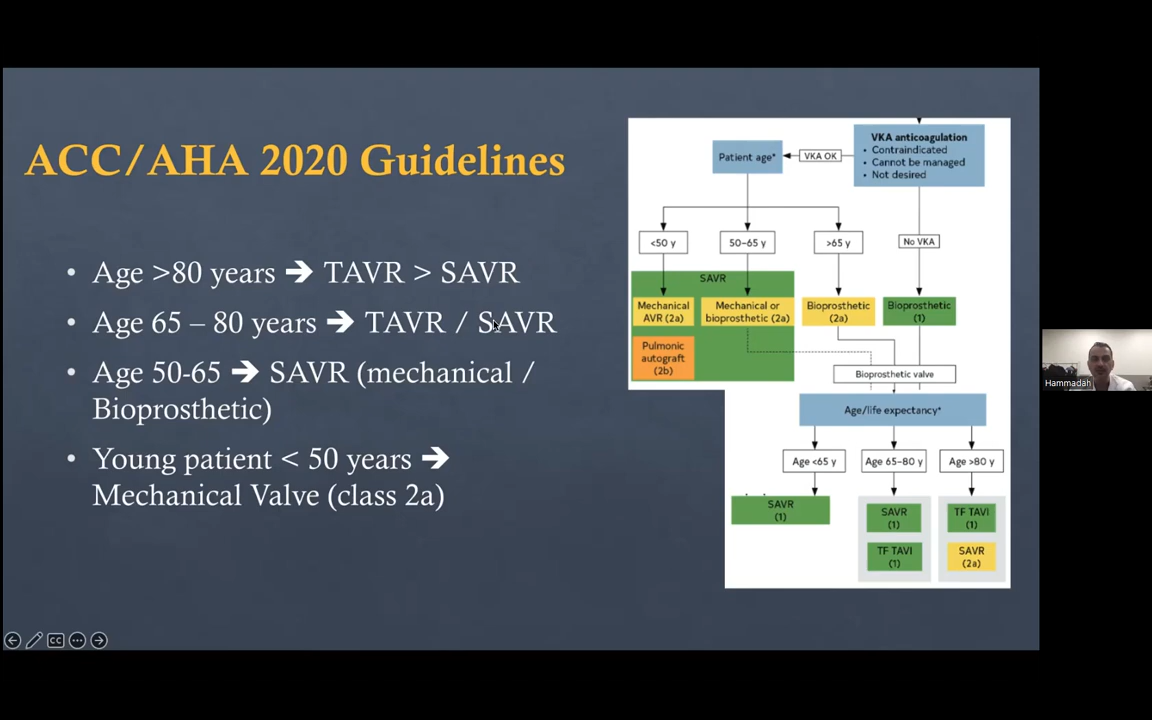 ACC/AHA 2020 Guidelines
• Age >80 years ➔ TAVR > SAVR
• Age 65 – 80 years ➔ TAVR / SAVR
• Age 50-65 ➔ SAVR (mechanical /
Bioprosthetic)
• Young patient < 50 years ➔
Mechanical Valve (class 2a)
VKA anticoagulation
• Contraindicated
• Cannot be managed
• Not desired
VKA OK
Patient age*
<50 y
50–65 y
>65 y
No VKA
SAVR
Mechanical
AVR (2a)
Mechanical or
bioprosthetic (2a)
Bioprosthetic
(2a)
Bioprosthetic
(1)
Pulmonic
autograft
(2b)
Bioprosthetic valve
Age/life expectancy*
Age <65 y
Age 65–80 y
Age >80 y
SAVR
(1)
SAVR
(1)
TF TAVI
(1)
TF TAVI
(1)
SAVR
(2a)
CC
Hammadah